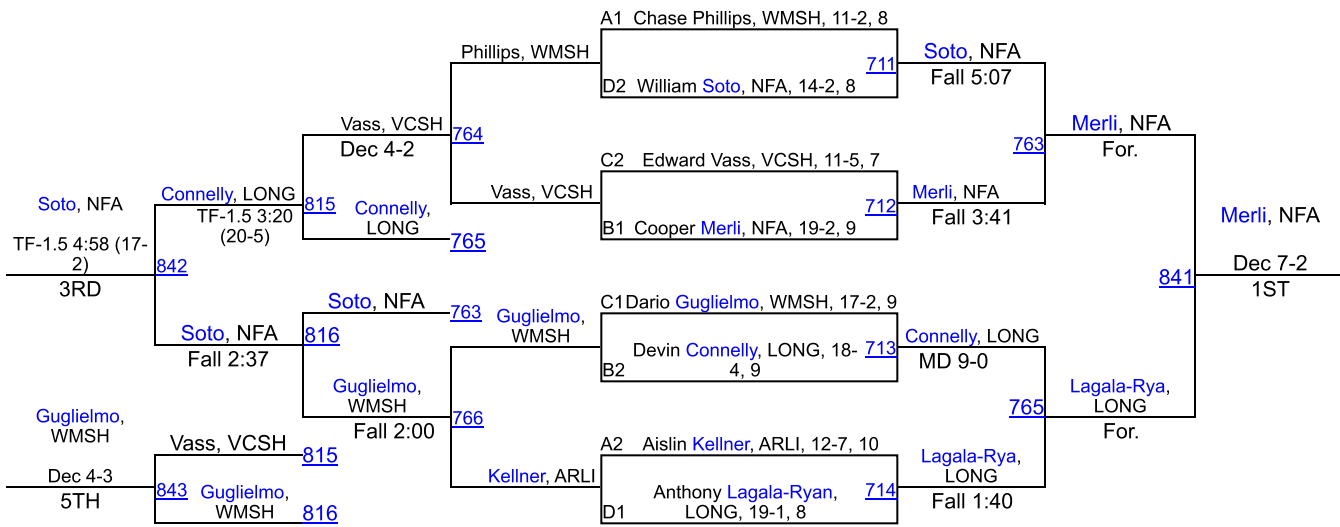 A1 Chase Phillips, WMSH, 11-2, 8
Phillips, WMSH
711
Soto, NFA
Fall 5:07
D2 William Soto, NFA, 14-2, 8
Vass, VCSH
Dec 4-2
764
Merli, NFA
For.
763
C2 Edward Vass, VCSH, 11-5, 7
Vass, VCSH
712
Merli, NFA
Fall 3:41
B1 Cooper Merli, NFA, 19-2, 9
Connelly, LONG
TF-1.5 3:20
(20-5)
815
Connelly,
LONG
765
Soto, NFA
TF-1.5 4:58 (17-
2)
3RD
842
Merli, NFA
Dec 7-2
1ST
841
Soto, NFA
763
Soto, NFA
Fall 2:37
816
C1 Dario Guglielmo, WMSH, 17-2, 9
Guglielmo,
WMSH
Devin Connelly, LONG, 18-
4, 9
713
B2
Connelly, LONG
MD 9-0
Guglielmo,
WMSH
Fall 2:00
766
765
Lagala-Rya,
LONG
For.
Guglielmo,
WMSH
Dec 4-3
5TH
Vass, VCSH
815
843
Guglielmo,
WMSH
816
A2 Aislin Kellner, ARLI, 12-7, 10
Kellner, ARLI
Anthony Lagala-Ryan,
LONG, 19-1, 8
714
D1
Lagala-Rya,
LONG
Fall 1:40